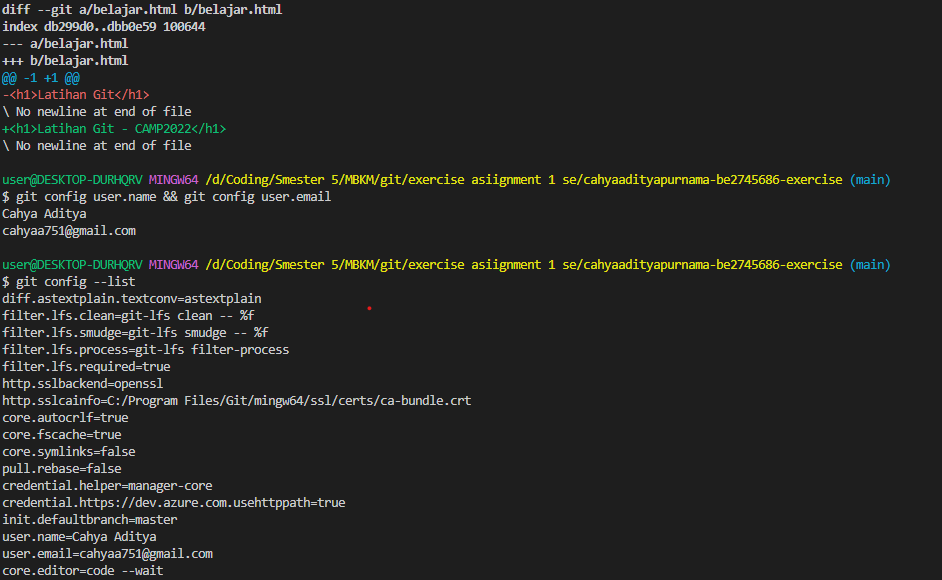 diff --git a/belajar.html b/belajar.html
index db299d0..dbb0e59 100644
--- a/belajar.html
+++ b/belajar.html
@@ -1 +1 @@
-<h1>Latihan Git</h1>
\ No newline at end of file
+<h1>Latihan Git - CAMP2022</h1>
\ No newline at end of file
user@DESKTOP-DURHQRV MINGW64 /d/Coding/Smester 5/MBKM/git/exercise asiignment 1 se/cahyaadityapurnama-be2745686-exercise (main)
$ git config user.name && git config user.email
Cahya Aditya
cahyaa751@gmail.com
user@DESKTOP-DURHQRV MINGW64 /d/Coding/Smester 5/MBKM/git/exercise asiignment 1 se/cahyaadityapurnama-be2745686-exercise (main)
$ git config --list
diff.astextplain.textconv=astextplain
filter.lfs.clean=git-lfs clean -- %f
filter.lfs.smudge=git-lfs smudge -- %f
filter.lfs.process=git-lfs filter-process
filter.lfs.required=true
http.sslbackend=openssl
http.sslcainfo=C:/Program Files/Git/mingw64/ssl/certs/ca-bundle.crt
core.autocrlf=true
core.fscache=true
core.symlinks=false
pull.rebase=false
credential.helper=manager-core
credential.https://dev.azure.com.usehttppath=true
init.defaultbranch=master
user.name=Cahya Aditya
user.email=cahyaa751@gmail.com
core.editor=code --wait